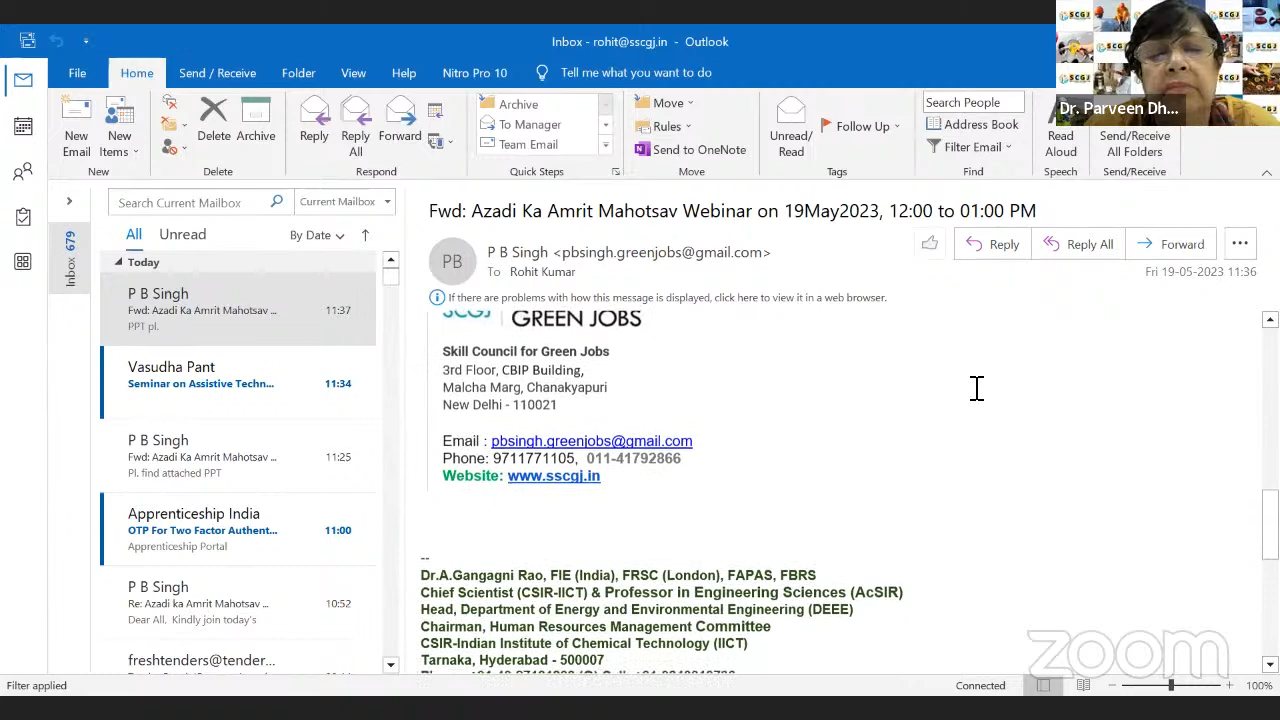 Inbox - rohit@sscgj.in - Outlook
File Home Send / Receive Folder View Help Nitro Pro 10 Tell me what you want to do
SCGJ
Dr. Parveen Dh...
New Email
New Items
New
Delete
Archive
Delete
Reply
Reply All
Forward
Respond
Archive
To Manager
Team Email
Quick Steps
Move
Rules
Send to OneNote
Move
Unread/ Read
Follow Up
Tags
Search People
Address Book
Filter Email
Find
Read Aloud
Speech
Send/Receive All Folders
Send/Receive
Inbox 679
Search Current Mailbox Current Mailbox
All Unread By Date
Today
P B Singh
Fwd: Azadi Ka Amrit Mahotsav ... 11:37
PPT pl.
Vasudha Pant
Seminar on Assistive Techn... 11:34
P B Singh
Fwd: Azadi Ka Amrit Mahotsav ... 11:25
Pl. find attached PPT
Apprenticeship India
OTP For Two Factor Authent... 11:00
Apprenticeship Portal
P B Singh
Re: Azadi ka Amrit Mahotsav ... 10:52
Dear All. Kindly join today's
freshtenders@tender...
Fwd: Azadi Ka Amrit Mahotsav Webinar on 19May2023, 12:00 to 01:00 PM
PB
P B Singh <pbsingh.greenjobs@gmail.com>
To Rohit Kumar
Reply Reply All Forward
Fri 19-05-2023 11:36
If there are problems with how this message is displayed, click here to view it in a web browser.
SCGJ GREEN JOBS
Skill Council for Green Jobs
3rd Floor, CBIP Building,
Malcha Marg, Chanakyapuri
New Delhi - 110021
Email : pbsingh.greenjobs@gmail.com
Phone: 9711771105, 011-41792866
Website: www.sscgj.in
--
Dr.A.Gangagni Rao, FIE (India), FRSC (London), FAPAS, FBRS
Chief Scientist (CSIR-IICT) & Professor in Engineering Sciences (AcSIR)
Head, Department of Energy and Environmental Engineering (DEEE)
Chairman, Human Resources Management Committee
CSIR-Indian Institute of Chemical Technology (IICT)
Tarnaka, Hyderabad - 500007
zoom
Filter applied Connected 100%